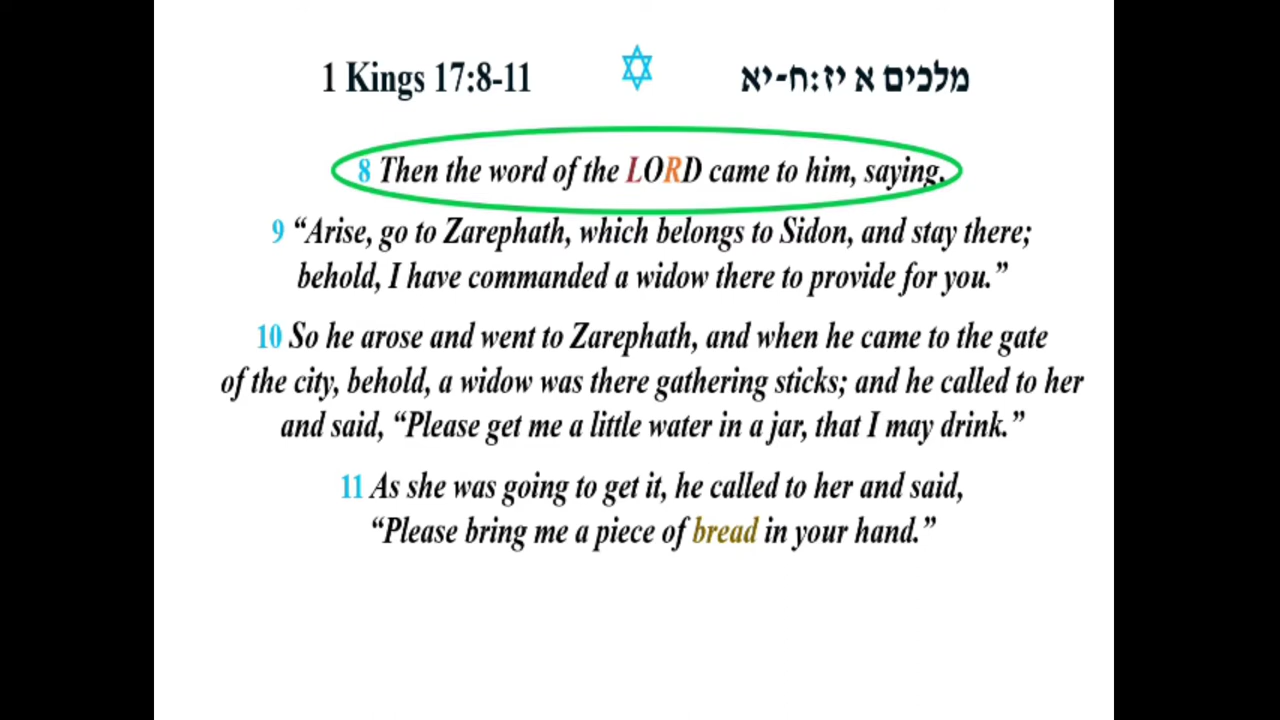 1 Kings 17:8-11 מלכים א יז:ח-יא
8 Then the word of the LORD came to him, saying,
9 “Arise, go to Zarephath, which belongs to Sidon, and stay there;
behold, I have commanded a widow there to provide for you.”
10 So he arose and went to Zarephath, and when he came to the gate
of the city, behold, a widow was there gathering sticks; and he called to her
and said, “Please get me a little water in a jar, that I may drink.”
11 As she was going to get it, he called to her and said,
“Please bring me a piece of bread in your hand.”